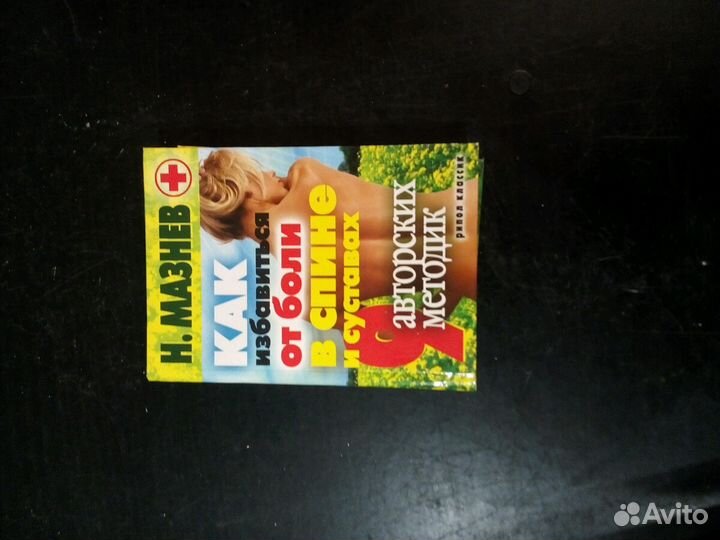 Н. МАЗНЕВ
КАК
избавиться
от боли
в спине
и суставах
9
авторских
методик
РИПОЛ КЛАССИК
Avito